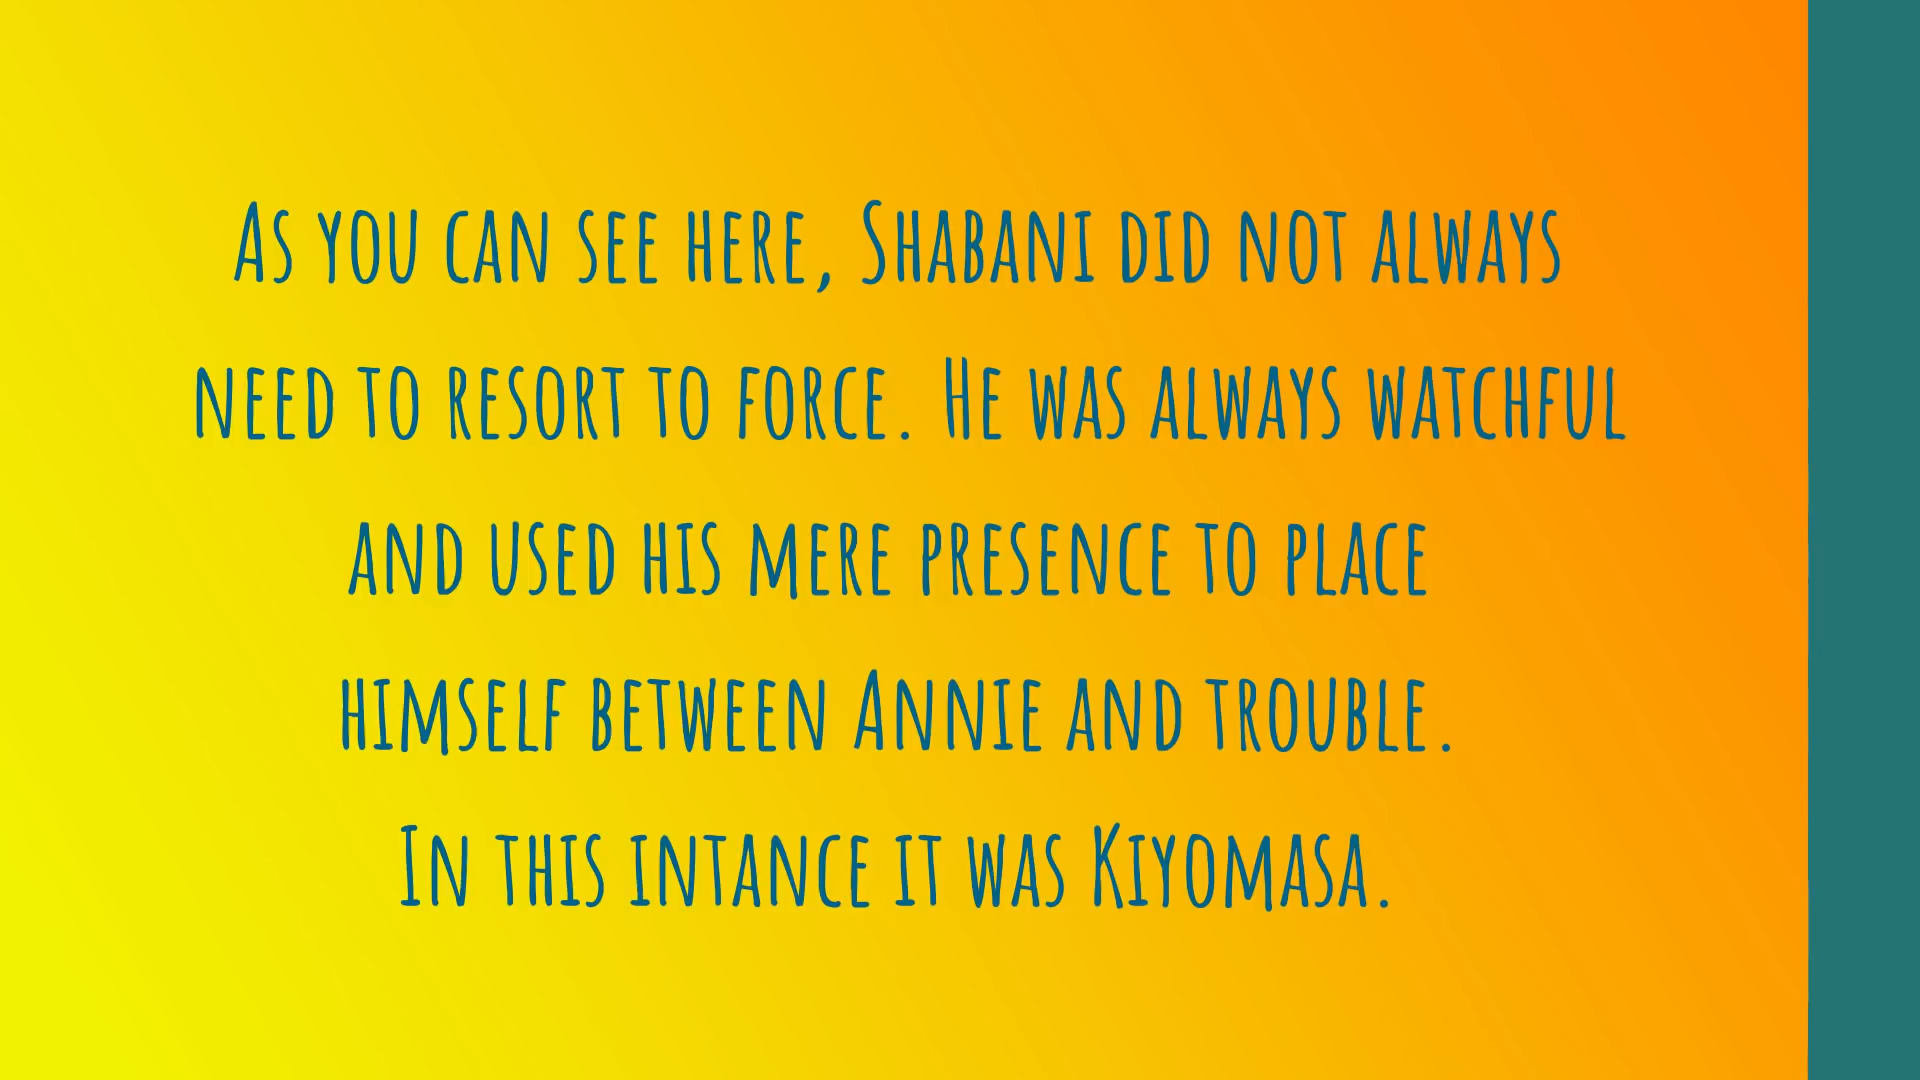 As you can see here, Shabani did not always
need to resort to force. He was always watchful
and used his mere presence to place
himself between Annie and trouble.
In this intance it was Kiyomasa.